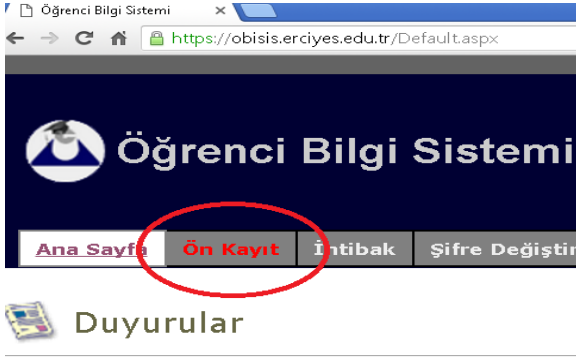 Öğrenci Bilgi Sistemi
https://obisis.erciyes.edu.tr/Default.aspx
Öğrenci Bilgi Sistemi
Ana Sayfa Ön Kayıt İntibak Şifre Değiştir
Duyurular